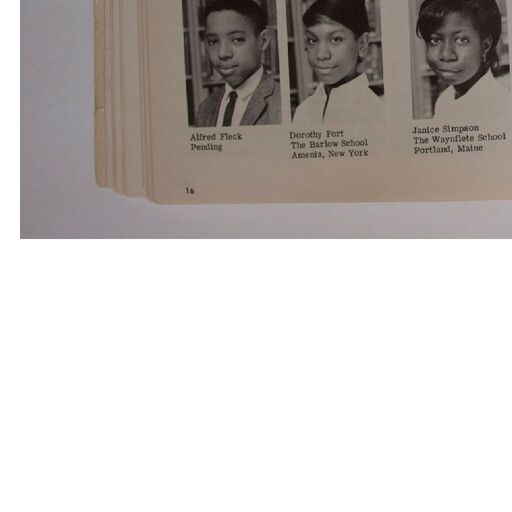 Alfred Fleck
Pending
Dorothy Fort
The Barlow School
Amenia, New York
Janice Simpson
The Waynflete School
Portland, Maine
16